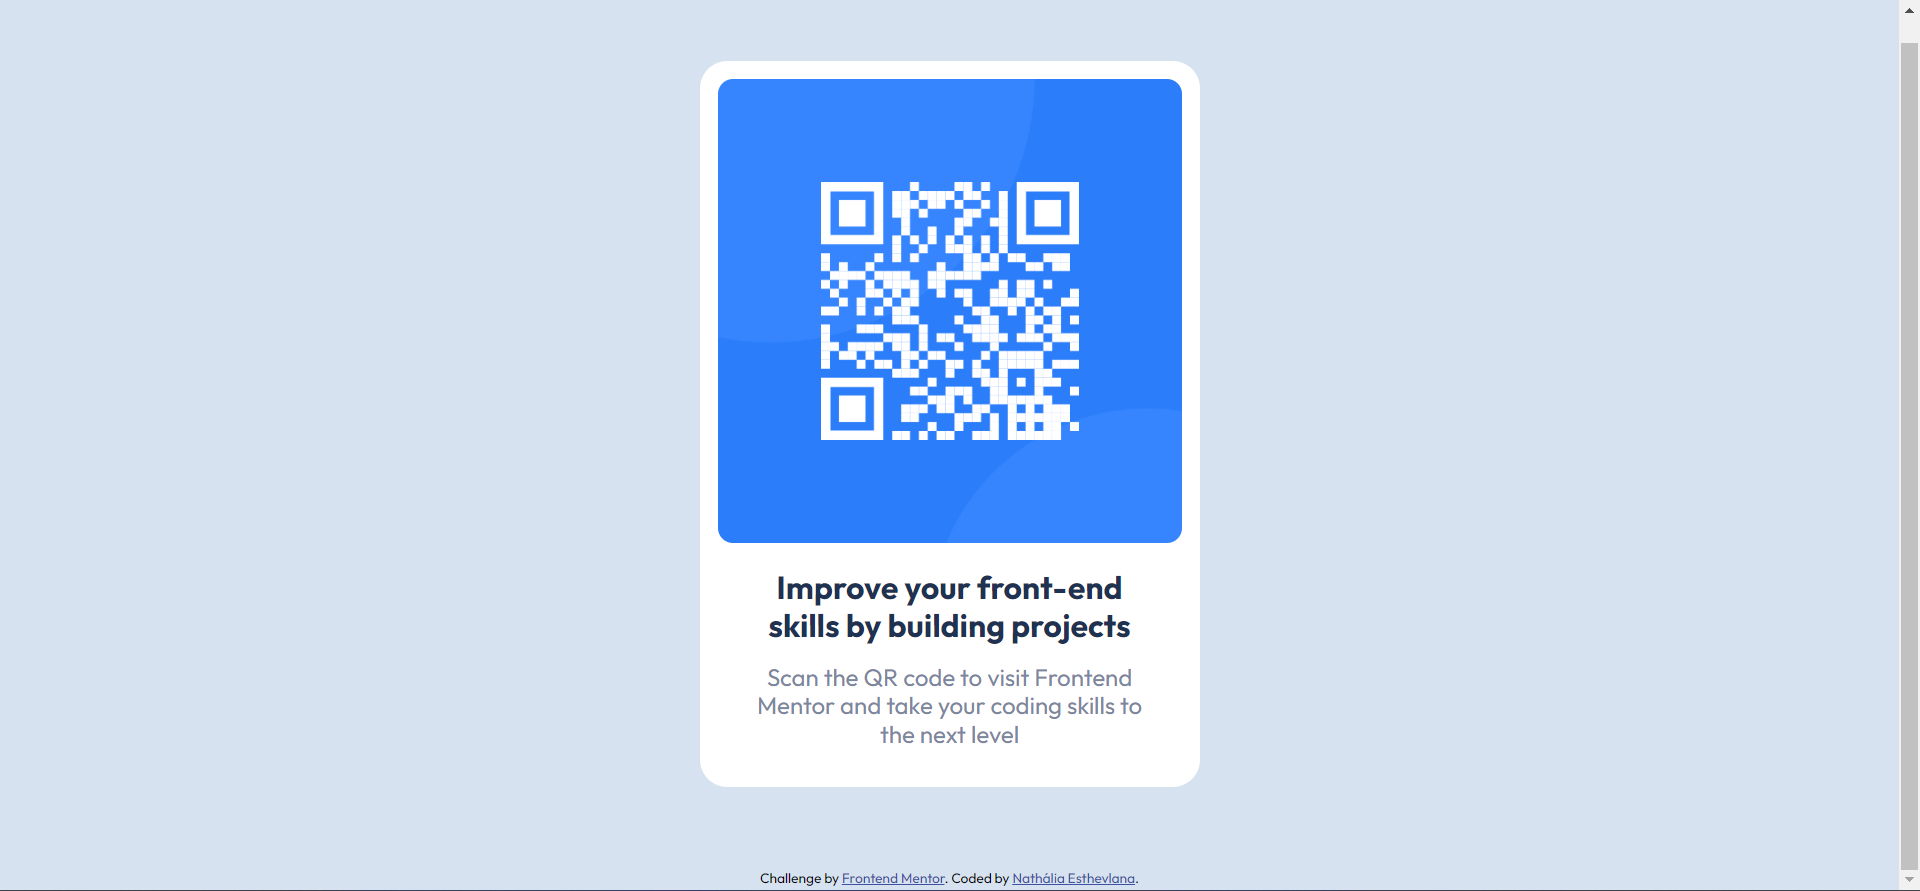 Improve your front-end
skills by building projects
Scan the QR code to visit Frontend
Mentor and take your coding skills to
the next level
Challenge by Frontend Mentor. Coded by Nathália Esthevlana.